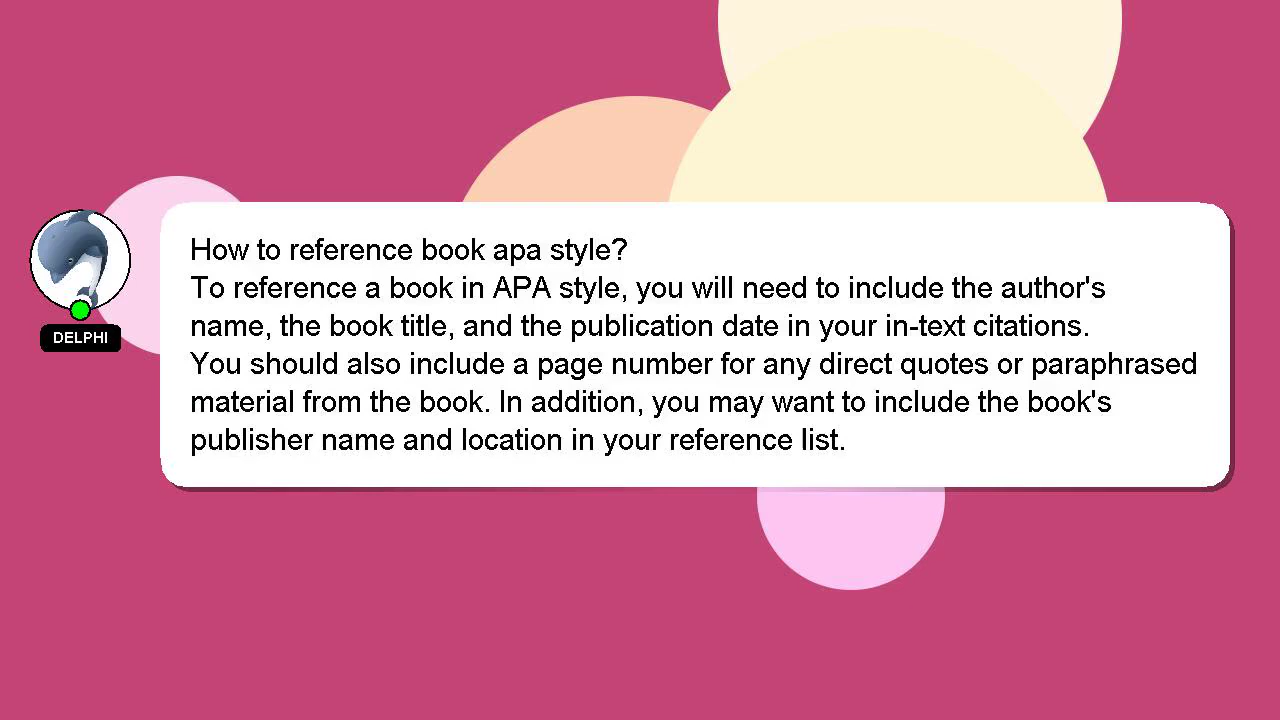 How to reference book apa style?
To reference a book in APA style, you will need to include the author's
name, the book title, and the publication date in your in-text citations.
You should also include a page number for any direct quotes or paraphrased
material from the book. In addition, you may want to include the book's
publisher name and location in your reference list.
DELPHI